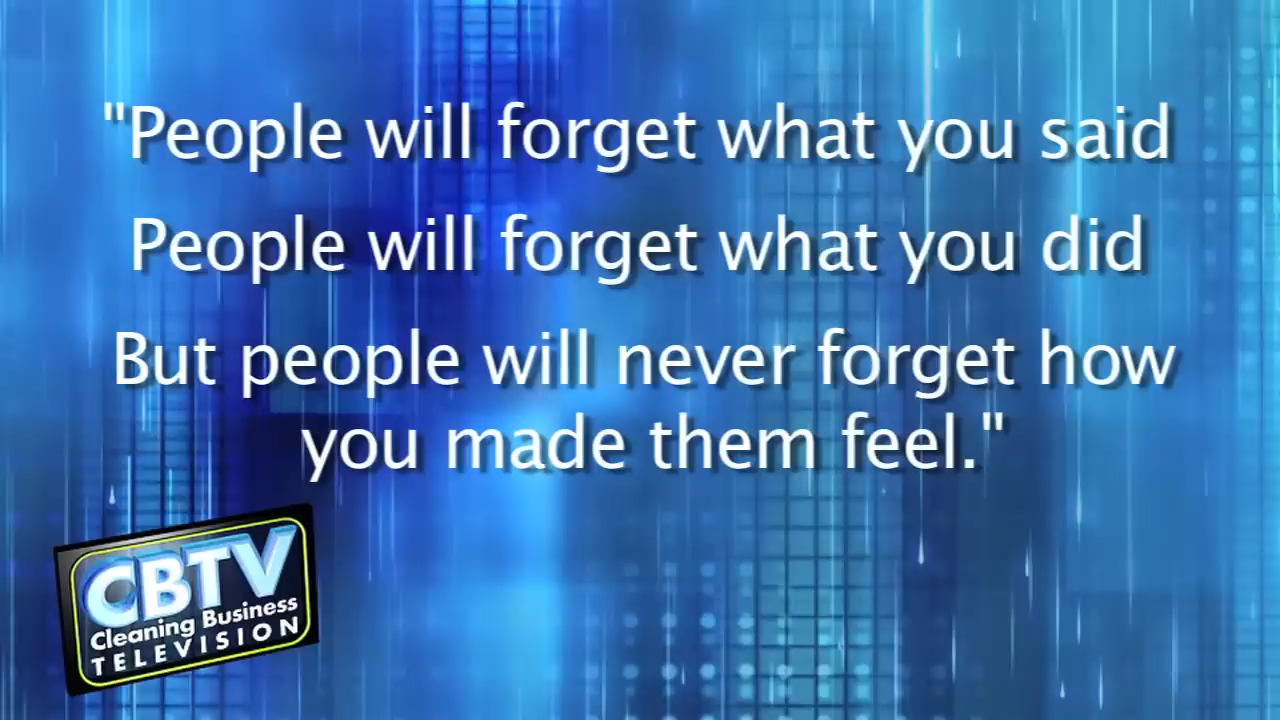 "People will forget what you said
People will forget what you did
But people will never forget how
you made them feel."
CBTV
Cleaning Business
TELEVISION